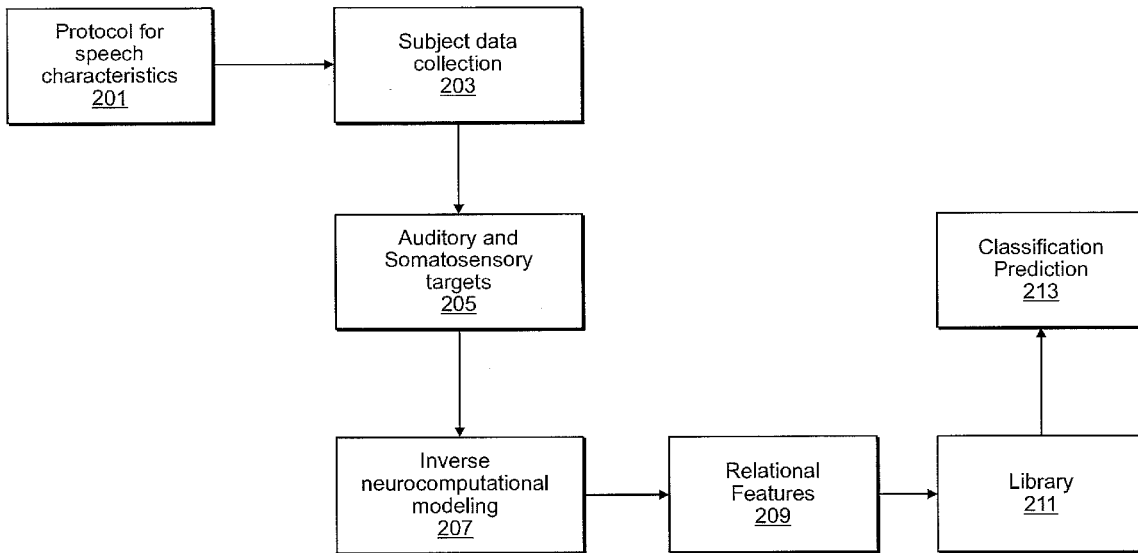 Protocol for
speech
characteristics
201
Subject data
collection
203
Auditory and
Somatosensory
targets
205
Classification
Prediction
213
Inverse
neurocomputational
modeling
207
Relational
Features
209
Library
211